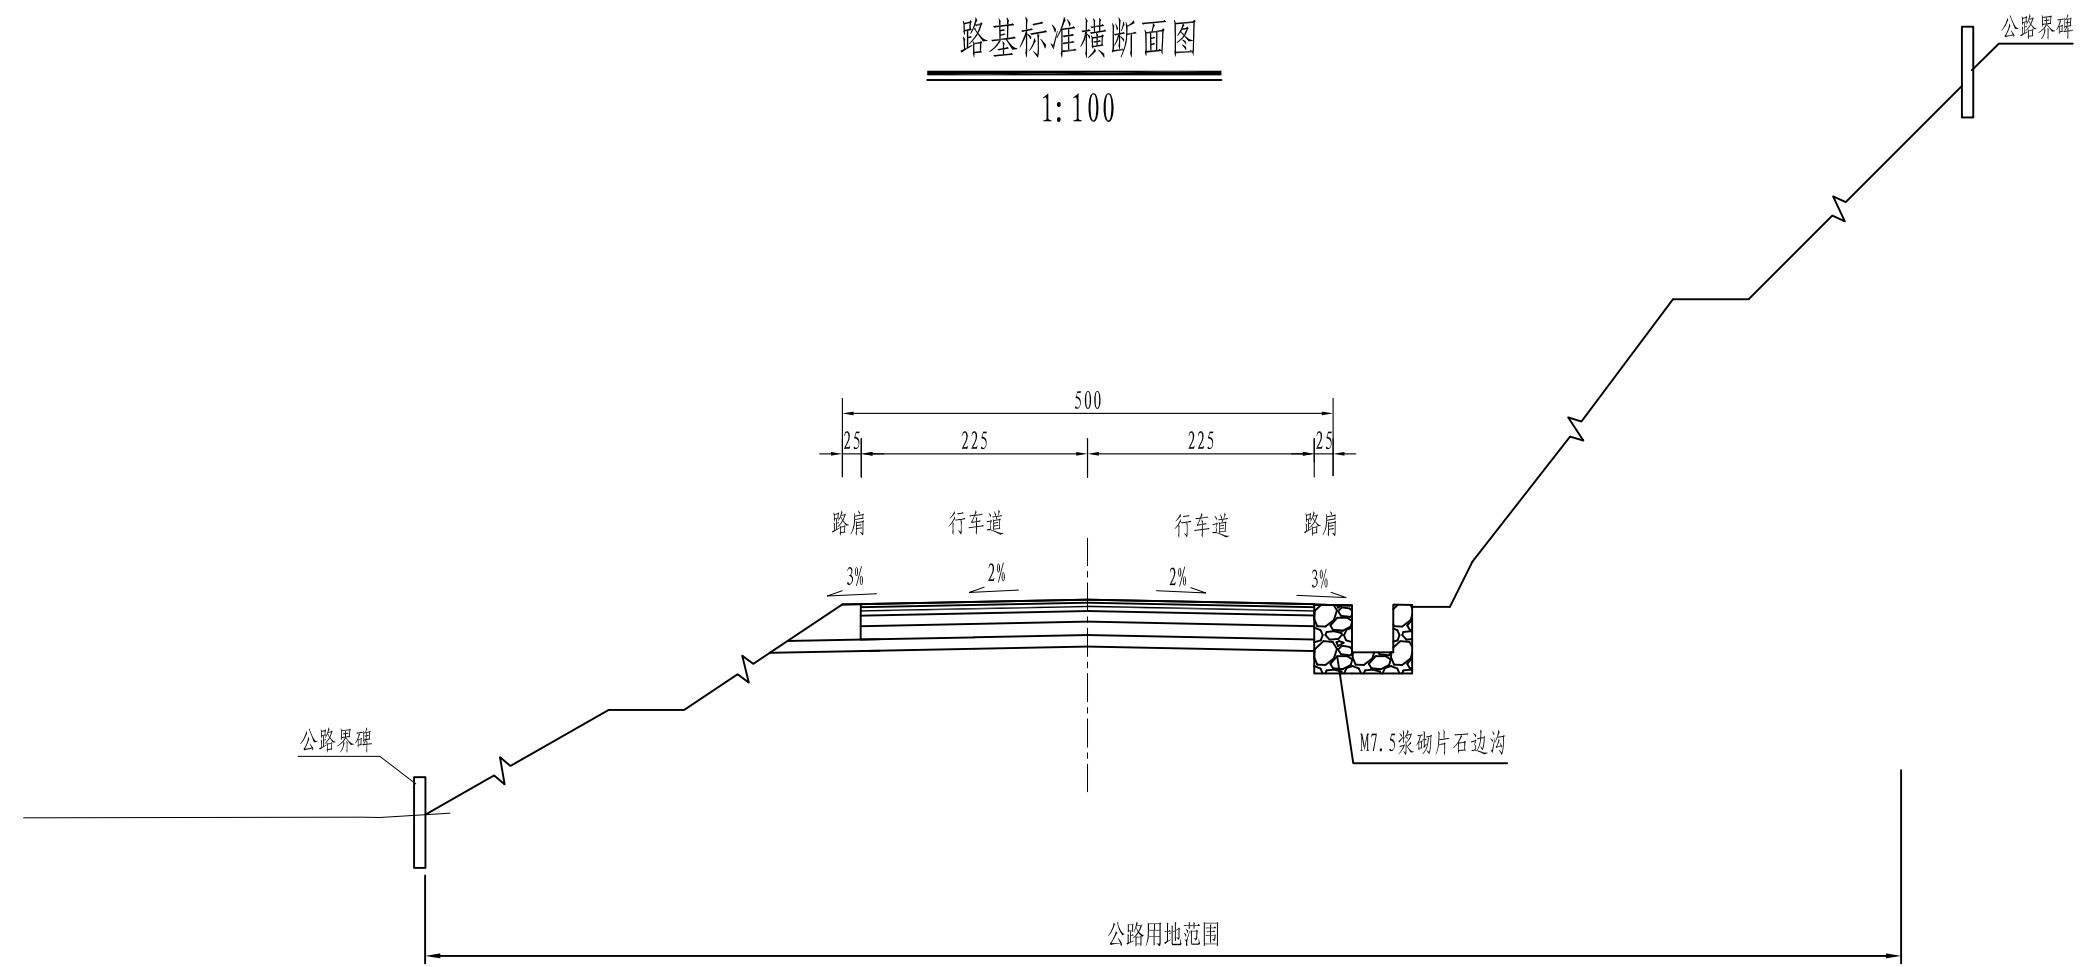 路基标准横断面图
1:100
公路界碑
500
25 225 225 25
路肩 行车道 行车道 路肩
3% 2% 2% 3%
公路界碑
M7.5浆砌片石边沟
公路用地范围